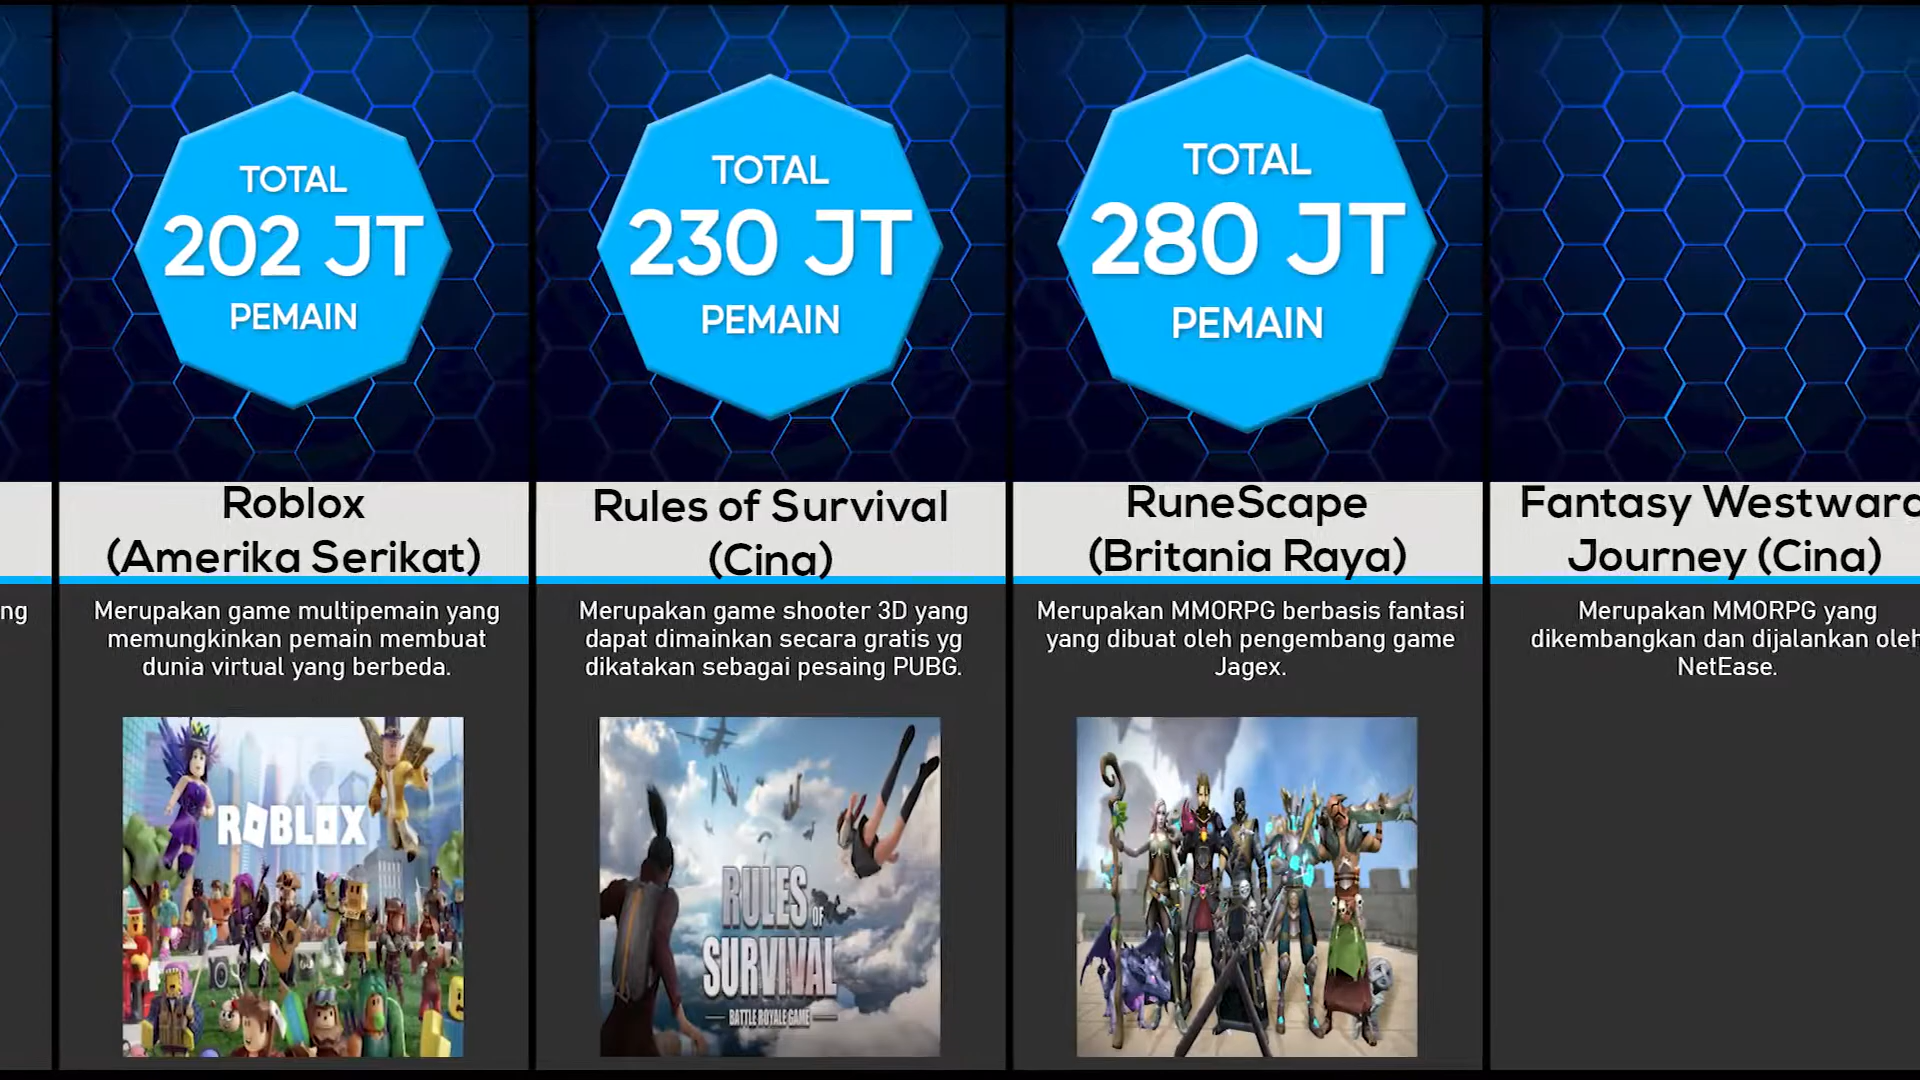 ng
TOTAL
202 JT
PEMAIN
Roblox
(Amerika Serikat)
Merupakan game multipemain yang
memungkinkan pemain membuat
dunia virtual yang berbeda.
ROBLOX
TOTAL
230 JT
PEMAIN
Rules of Survival
(Cina)
Merupakan game shooter 3D yang
dapat dimainkan secara gratis yg
dikatakan sebagai pesaing PUBG.
RULES OF
SURVIVAL
BATTLE ROYALE GAME
TOTAL
280 JT
PEMAIN
RuneScape
(Britania Raya)
Merupakan MMORPG berbasis fantasi
yang dibuat oleh pengembang game
Jagex.
Fantasy Westward
Journey (Cina)
Merupakan MMORPG yang
dikembangkan dan dijalankan oleh
NetEase.